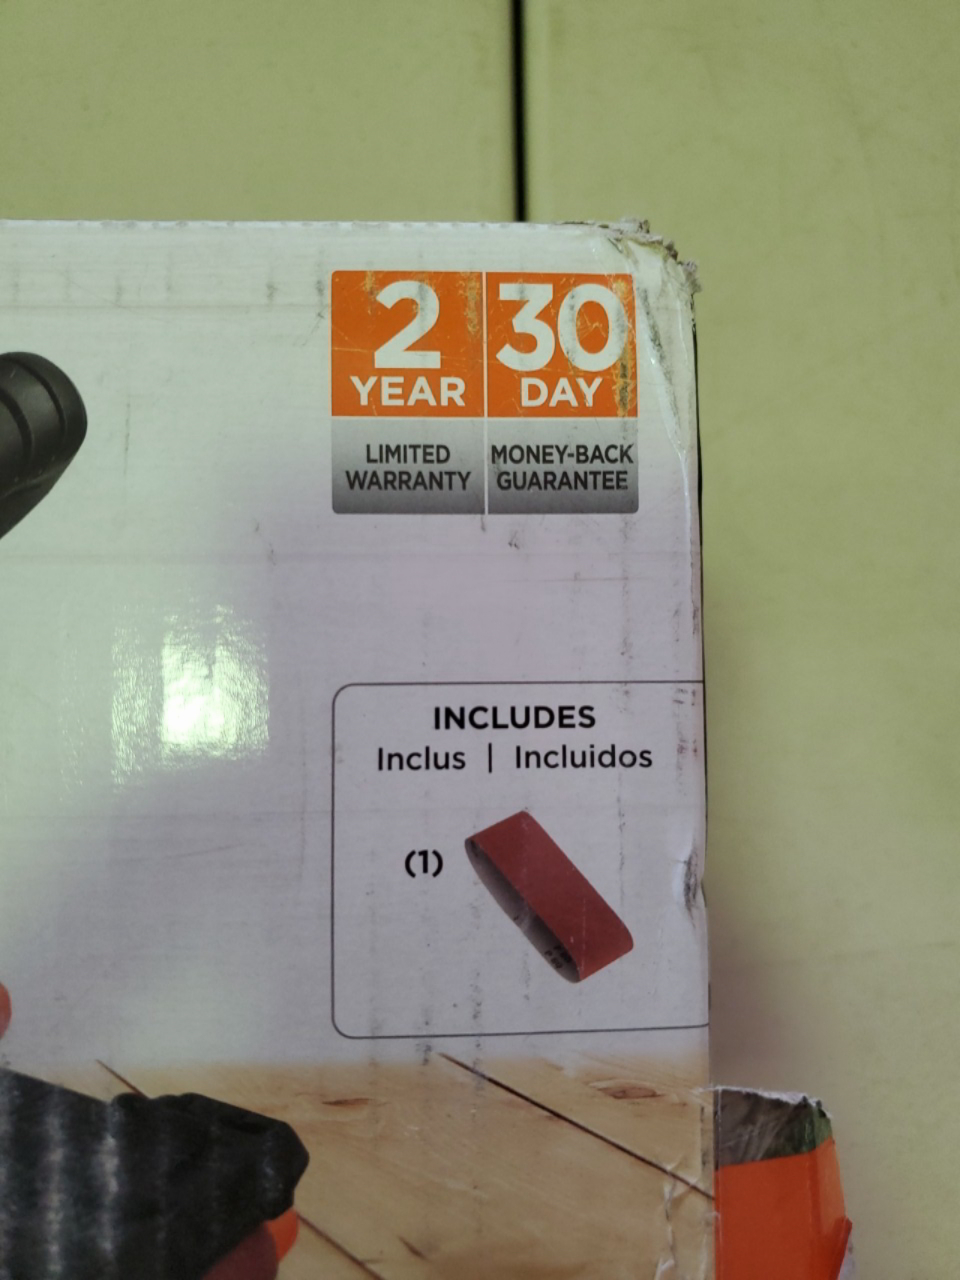 2
YEAR
LIMITED
WARRANTY
30
DAY
MONEY-BACK
GUARANTEE
INCLUDES
Inclus | Incluidos
(1)